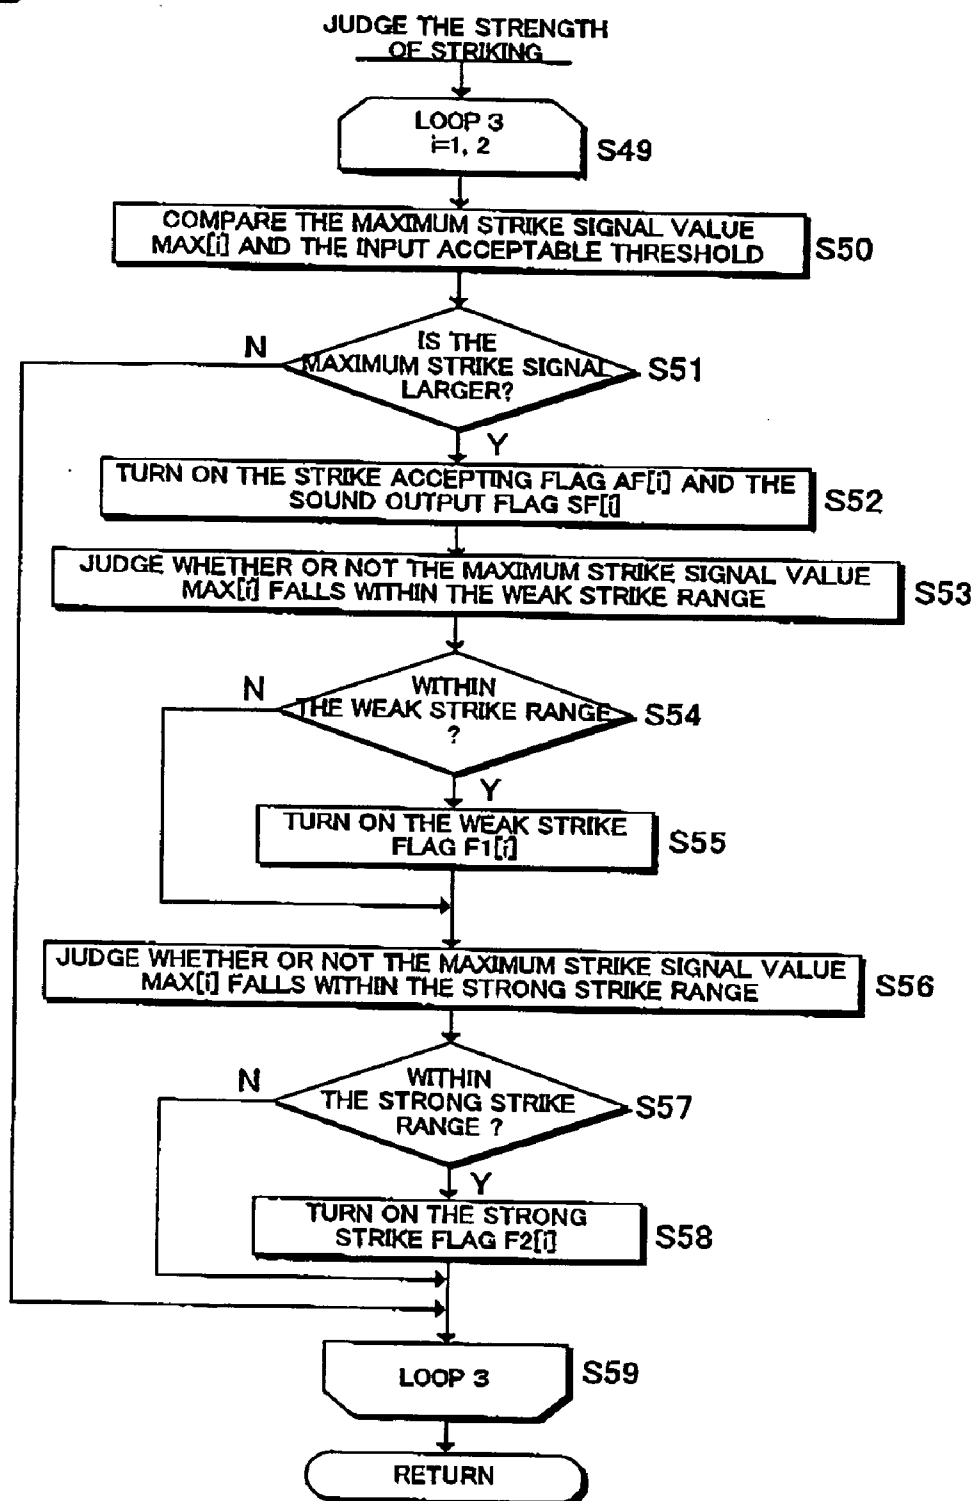 JUDGE THE STRENGTH
OF STRIKING
LOOP 3
i=1, 2
S49
COMPARE THE MAXIMUM STRIKE SIGNAL VALUE
MAX[i] AND THE INPUT ACCEPTABLE THRESHOLD
S50
IS THE
MAXIMUM STRIKE SIGNAL
LARGER?
S51
N
Y
TURN ON THE STRIKE ACCEPTING FLAG AF[i] AND THE
SOUND OUTPUT FLAG SF[i]
S52
JUDGE WHETHER OR NOT THE MAXIMUM STRIKE SIGNAL VALUE
MAX[i] FALLS WITHIN THE WEAK STRIKE RANGE
S53
WITHIN
THE WEAK STRIKE RANGE
?
S54
N
Y
TURN ON THE WEAK STRIKE
FLAG F1[i]
S55
JUDGE WHETHER OR NOT THE MAXIMUM STRIKE SIGNAL VALUE
MAX[i] FALLS WITHIN THE STRONG STRIKE RANGE
S56
WITHIN
THE STRONG STRIKE
RANGE ?
S57
N
Y
TURN ON THE STRONG
STRIKE FLAG F2[i]
S58
LOOP 3
S59
RETURN